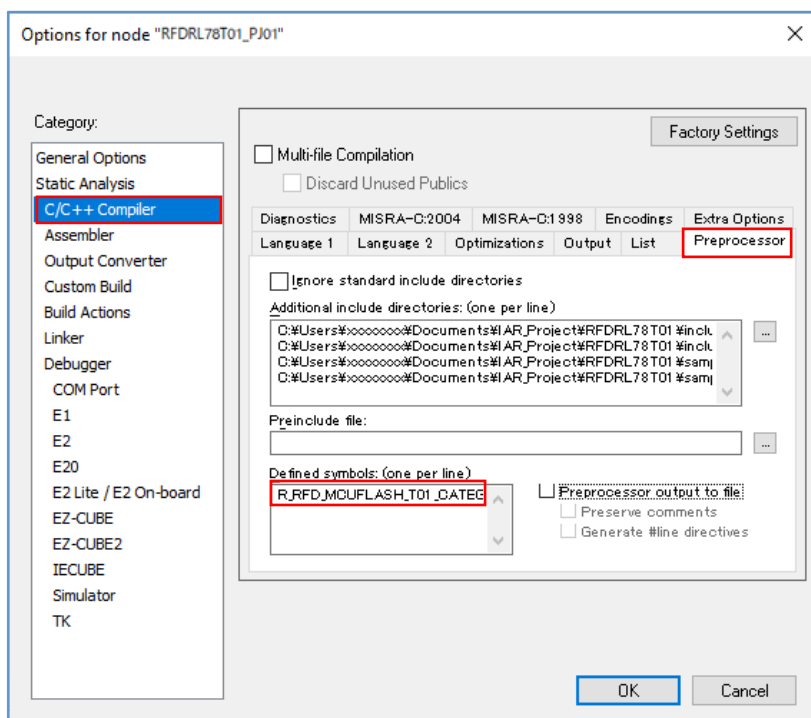 Options for node "RFDRL78T01_PJ01"
Category:
General Options
Static Analysis
C/C++ Compiler
Assembler
Output Converter
Custom Build
Build Actions
Linker
Debugger
COM Port
E1
E2
E20
E2 Lite / E2 On-board
EZ-CUBE
EZ-CUBE2
IECUBE
Simulator
TK
Factory Settings
Multi-file Compilation
Discard Unused Publics
Diagnostics MISRA-C:2004 MISRA-C:1998 Encodings Extra Options
Language 1 Language 2 Optimizations Output List Preprocessor
Ignore standard include directories
Additional include directories: (one per line)
C:¥Users¥xxxxxxxx¥Documents¥IAR_Project¥RFDRL78T01¥inclu
C:¥Users¥xxxxxxxx¥Documents¥IAR_Project¥RFDRL78T01¥inclu
C:¥Users¥xxxxxxxx¥Documents¥IAR_Project¥RFDRL78T01¥samp
C:¥Users¥xxxxxxxx¥Documents¥IAR_Project¥RFDRL78T01¥samp
...
Preinclude file:
...
Defined symbols: (one per line)
R_RFD_MCUFLASH_T01_CATEG
Preprocessor output to file
Preserve comments
Generate #line directives
OK
Cancel